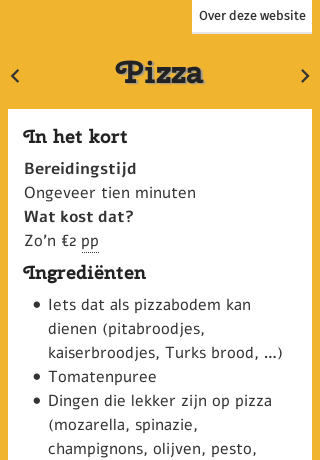 Over deze website
Pizza
In het kort
Bereidingstijd
Ongeveer tien minuten
Wat kost dat?
Zo’n €2 pp
Ingrediënten
Iets dat als pizzabodem kan
dienen (pitabroodjes,
kaiserbroodjes, Turks brood, ...)
Tomatenpuree
Dingen die lekker zijn op pizza
(mozarella, spinazie,
champignons, olijven, pesto,